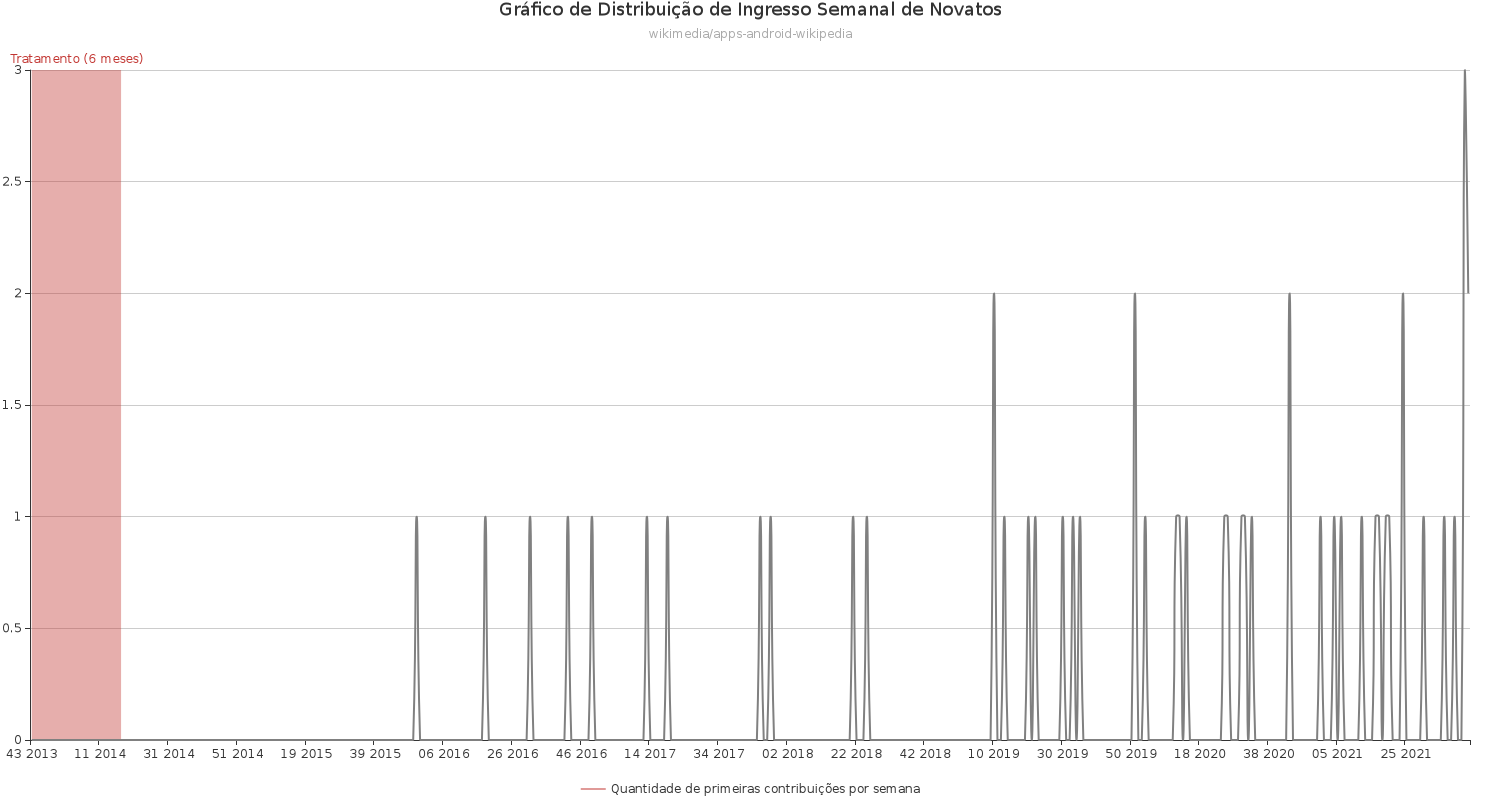 Gráfico de Distribuição de Ingresso Semanal de Novatos
wikimedia/apps-android-wikipedia
Tratamento (6 meses)
3
2.5
2
1.5
1
0.5
0
43 2013 11 2014 31 2014 51 2014 19 2015 39 2015 06 2016 26 2016 46 2016 14 2017 34 2017 02 2018 22 2018 42 2018 10 2019 30 2019 50 2019 18 2020 38 2020 05 2021 25 2021
Quantidade de primeiras contribuições por semana